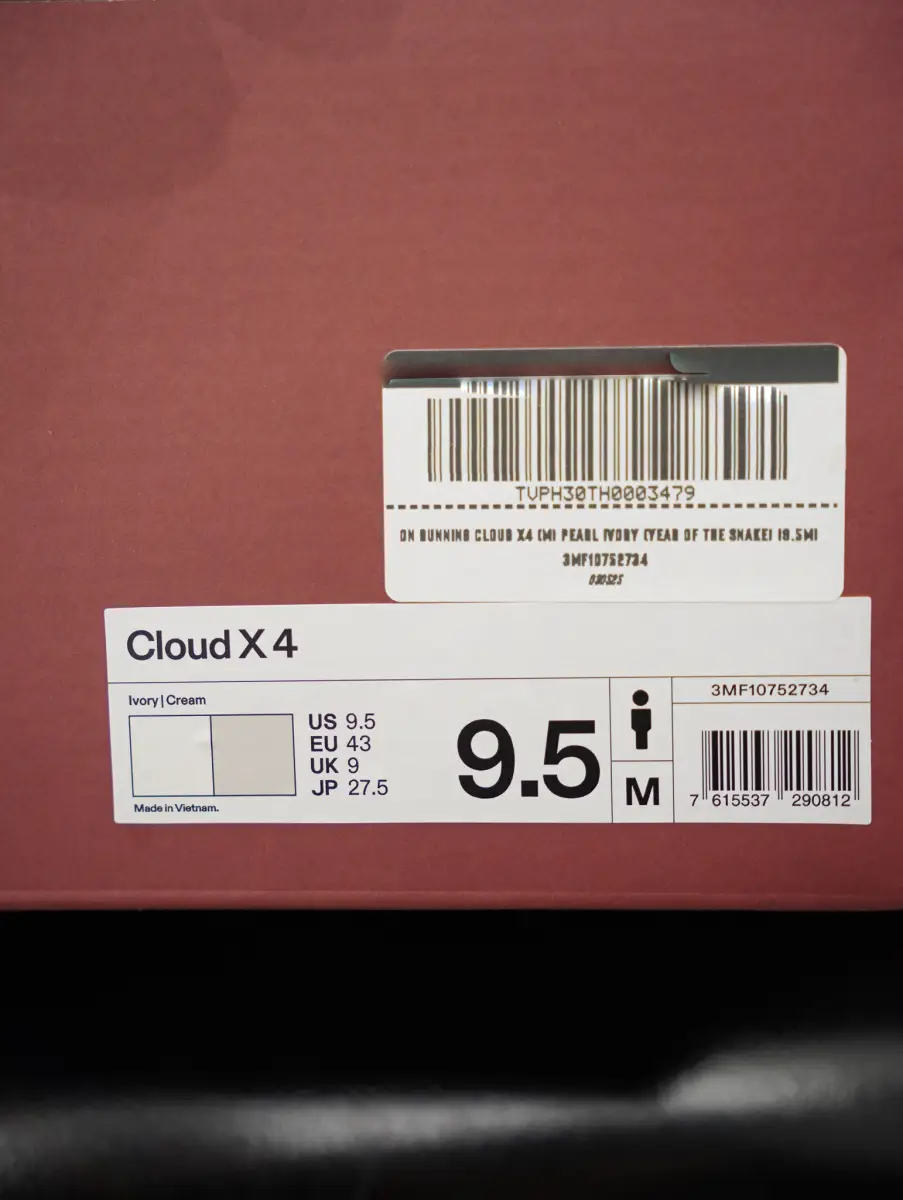 TVPH30TH0003479
ON RUNNING CLOUD X4 (M) PEARL IVORY (YEAR OF THE SNAKE) (9.5M)
3MF10752734
030525
Cloud X 4
Ivory | Cream
US 9.5
EU 43
UK 9
JP 27.5
Made in Vietnam.
9.5
M
3MF10752734
7 615537 290812